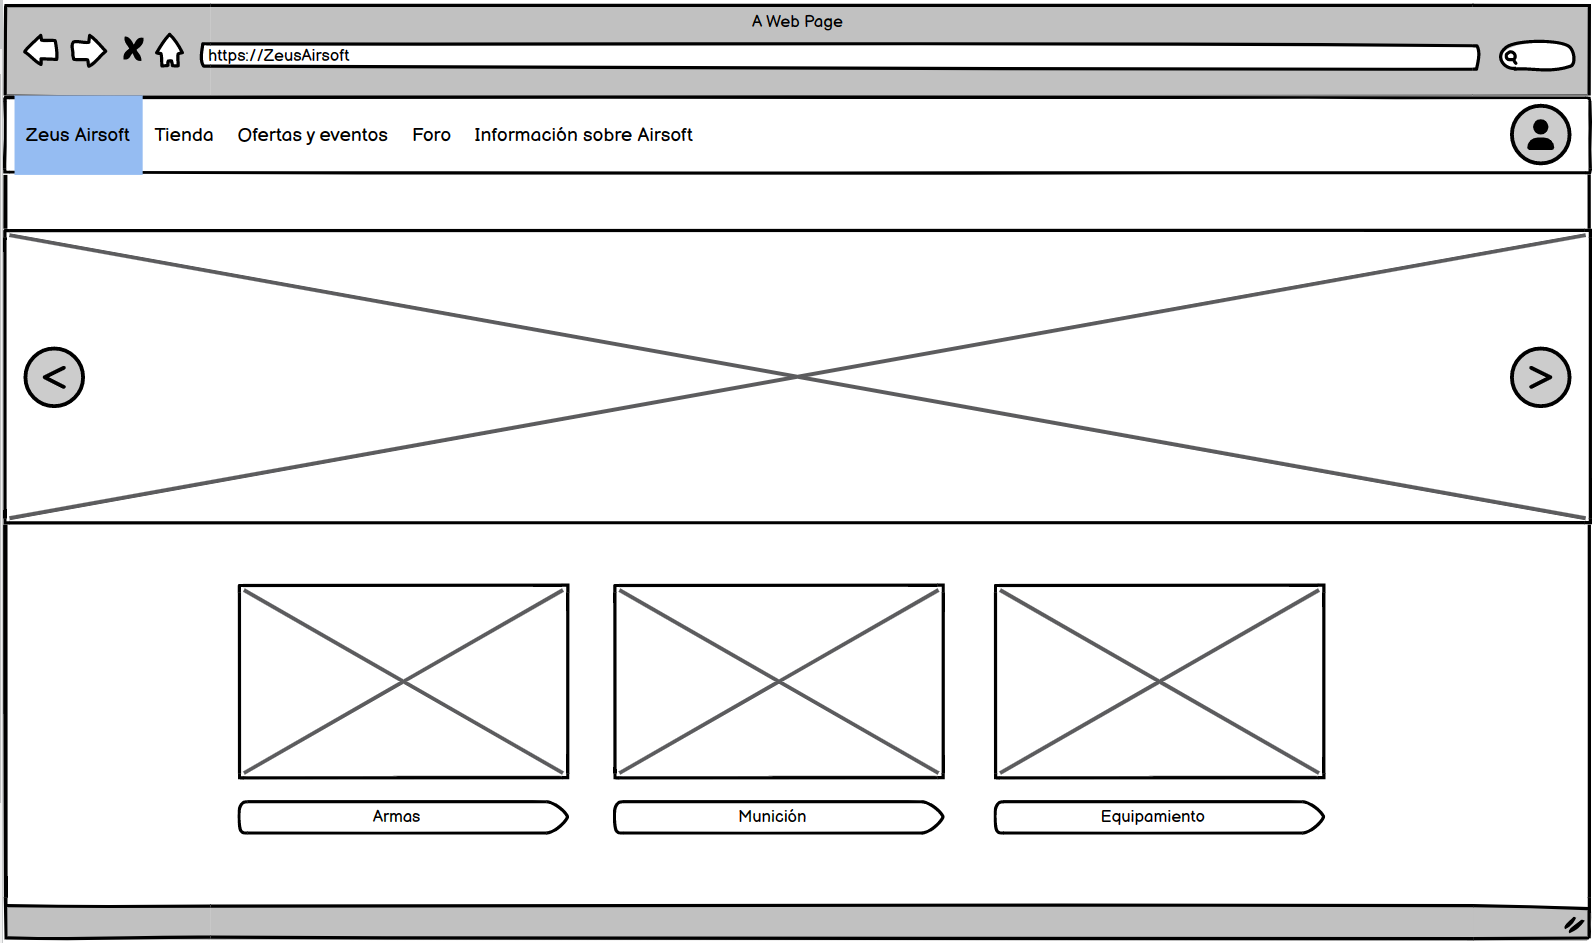 A Web Page
https://ZeusAirsoft
Zeus Airsoft Tienda Ofertas y eventos Foro Información sobre Airsoft
< >
Armas Munición Equipamiento